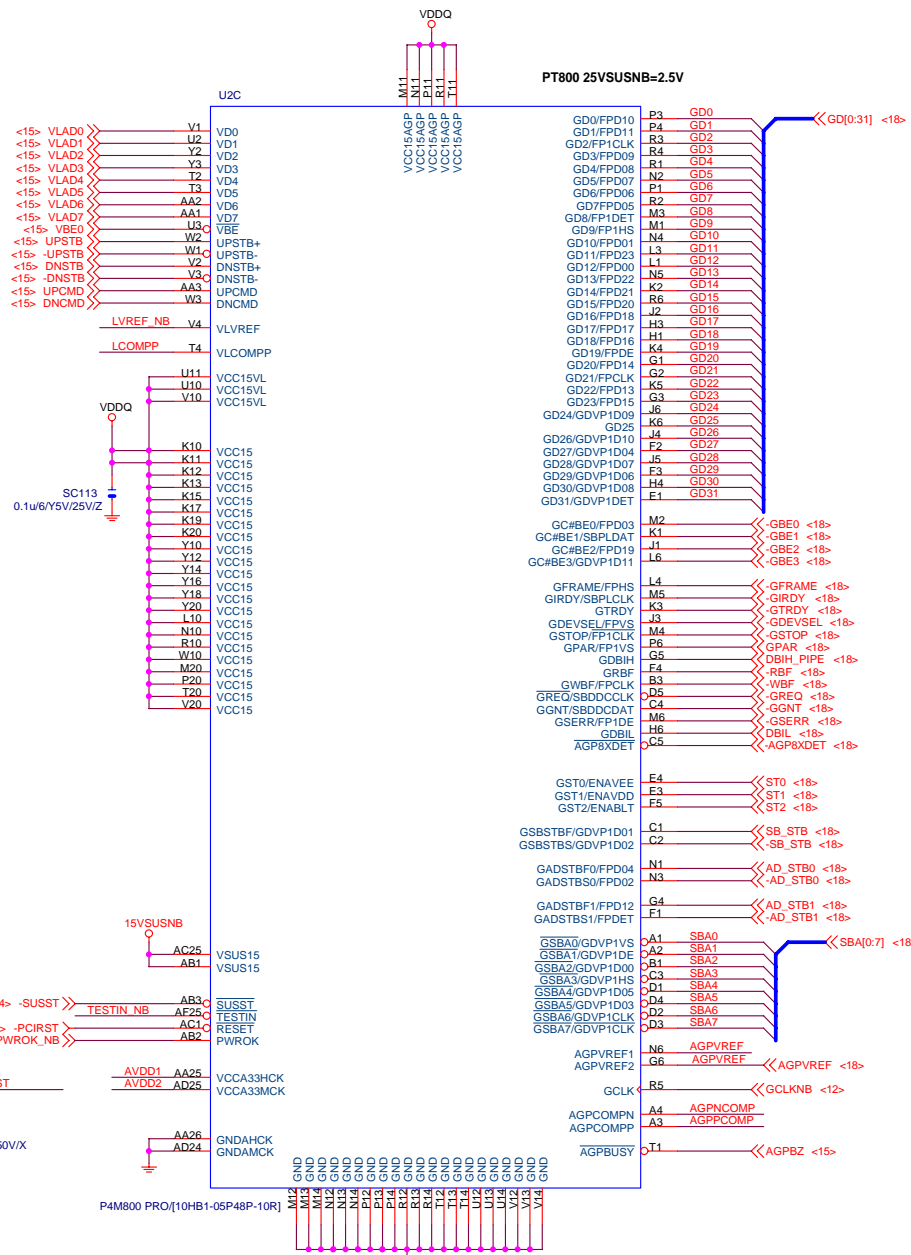 VDDQ
PT800 25VSUSNB=2.5V
U2C
M11 N11 P11 R11 T11
VCC15AGP VCC15AGP VCC15AGP VCC15AGP VCC15AGP
<15> VLAD0 V1 VD0
<15> VLAD1 U2 VD1
<15> VLAD2 Y2 VD2
<15> VLAD3 Y3 VD3
<15> VLAD4 T2 VD4
<15> VLAD5 T3 VD5
<15> VLAD6 AA2 VD6
<15> VLAD7 AA1 VD7
<15> VBE0 U3 VBE
<15> UPSTB W2 UPSTB+
<15> -UPSTB W1 UPSTB-
<15> DNSTB V2 DNSTB+
<15> -DNSTB V3 DNSTB-
<15> UPCMD AA3 UPCMD
<15> DNCMD W3 DNCMD
LVREF_NB V4 VLVREF
LCOMPP T4 VLCOMPP
U11 VCC15VL
U10 VCC15VL
V10 VCC15VL
VDDQ
K10 VCC15
K11 VCC15
K12 VCC15
K13 VCC15
K15 VCC15
K17 VCC15
K19 VCC15
K20 VCC15
Y10 VCC15
Y12 VCC15
Y14 VCC15
Y16 VCC15
Y18 VCC15
Y20 VCC15
L10 VCC15
N10 VCC15
R10 VCC15
W10 VCC15
M20 VCC15
P20 VCC15
T20 VCC15
V20 VCC15
SC113
0.1u/6/Y5V/25V/Z
15VSUSNB
AC25 VSUS15
AB1 VSUS15
4> -SUSST AB3 SUSST
TESTIN_NB AF25 TESTIN
> -PCIRST AC1 RESET
PWROK_NB AB2 PWROK
AVDD1 AA25 VCCA33HCK
ST AVDD2 AD25 VCCA33MCK
AA26 GNDAHCK
50V/X AD24 GNDAMCK
GD0/FPD10 P3 GD0
GD[0:31] <18>
GD1/FPD11 P4 GD1
GD2/FP1CLK R3 GD2
GD3/FPD09 R4 GD3
GD4/FPD08 R1 GD4
GD5/FPD07 N2 GD5
GD6/FPD06 P1 GD6
GD7FPD05 R2 GD7
GD8/FP1DET M3 GD8
GD9/FP1HS M1 GD9
GD10/FPD01 N4 GD10
GD11/FPD23 L3 GD11
GD12/FPD00 L1 GD12
GD13/FPD22 N5 GD13
GD14/FPD21 K2 GD14
GD15/FPD20 R6 GD15
GD16/FPD18 J2 GD16
GD17/FPD17 H3 GD17
GD18/FPD16 H1 GD18
GD19/FPDE K4 GD19
GD20/FPD14 G1 GD20
GD21/FPCLK G2 GD21
GD22/FPD13 K5 GD22
GD23/FPD15 G3 GD23
GD24/GDVP1D09 J6 GD24
GD25 K6 GD25
GD26/GDVP1D10 J4 GD26
GD27/GDVP1D04 F2 GD27
GD28/GDVP1D07 J5 GD28
GD29/GDVP1D06 F3 GD29
GD30/GDVP1D08 H4 GD30
GD31/GDVP1DET E1 GD31
GC#BE0/FPD03 M2 -GBE0 <18>
GC#BE1/SBPLDAT K1 -GBE1 <18>
GC#BE2/FPD19 J1 -GBE2 <18>
GC#BE3/GDVP1D11 L6 -GBE3 <18>
GFRAME/FPHS L4 -GFRAME <18>
GIRDY/SBPLCLK M5 -GIRDY <18>
GTRDY K3 -GTRDY <18>
GDEVSEL/FPVS J3 -GDEVSEL <18>
GSTOP/FP1CLK M4 -GSTOP <18>
GPAR/FP1VS P6 GPAR <18>
GDBIH G5 DBIH_PIPE <18>
GRBF F4 -RBF <18>
GWBF/FPCLK B3 -WBF <18>
GREQ/SBDDCCLK D5 -GREQ <18>
GGNT/SBDDCDAT C4 -GGNT <18>
GSERR/FP1DE M6 -GSERR <18>
GDBIL H6 DBIL <18>
AGP8XDET C5 -AGP8XDET <18>
GST0/ENAVEE E4 ST0 <18>
GST1/ENAVDD E3 ST1 <18>
GST2/ENABLT F5 ST2 <18>
GSBSTBF/GDVP1D01 C1 SB_STB <18>
GSBSTBS/GDVP1D02 C2 -SB_STB <18>
GADSTBF0/FPD04 N1 AD_STB0 <18>
GADSTBS0/FPD02 N3 -AD_STB0 <18>
GADSTBF1/FPD12 G4 AD_STB1 <18>
GADSTBS1/FPDET F1 -AD_STB1 <18>
GSBA0/GDVP1VS A1 SBA0
SBA[0:7] <18
GSBA1/GDVP1DE A2 SBA1
GSBA2/GDVP1D00 B1 SBA2
GSBA3/GDVP1HS C3 SBA3
GSBA4/GDVP1D05 D1 SBA4
GSBA5/GDVP1D03 D4 SBA5
GSBA6/GDVP1CLK D2 SBA6
GSBA7/GDVP1CLK D3 SBA7
AGPVREF1 N6 AGPVREF
AGPVREF2 G6 AGPVREF AGPVREF <18>
GCLK R5 GCLKNB <12>
AGPCOMPN A4 AGPNCOMP
AGPCOMPP A3 AGPPCOMP
AGPBUSY T1 AGPBZ <15>
GND GND GND GND GND GND GND GND GND GND GND GND GND GND GND GND GND GND GND GND GND
P4M800 PRO/[10HB1-05P48P-10R]
M12 M13 M14 N12 N13 N14 P12 P13 P14 R12 R13 R14 T12 T13 T14 U12 U13 U14 V12 V13 V14